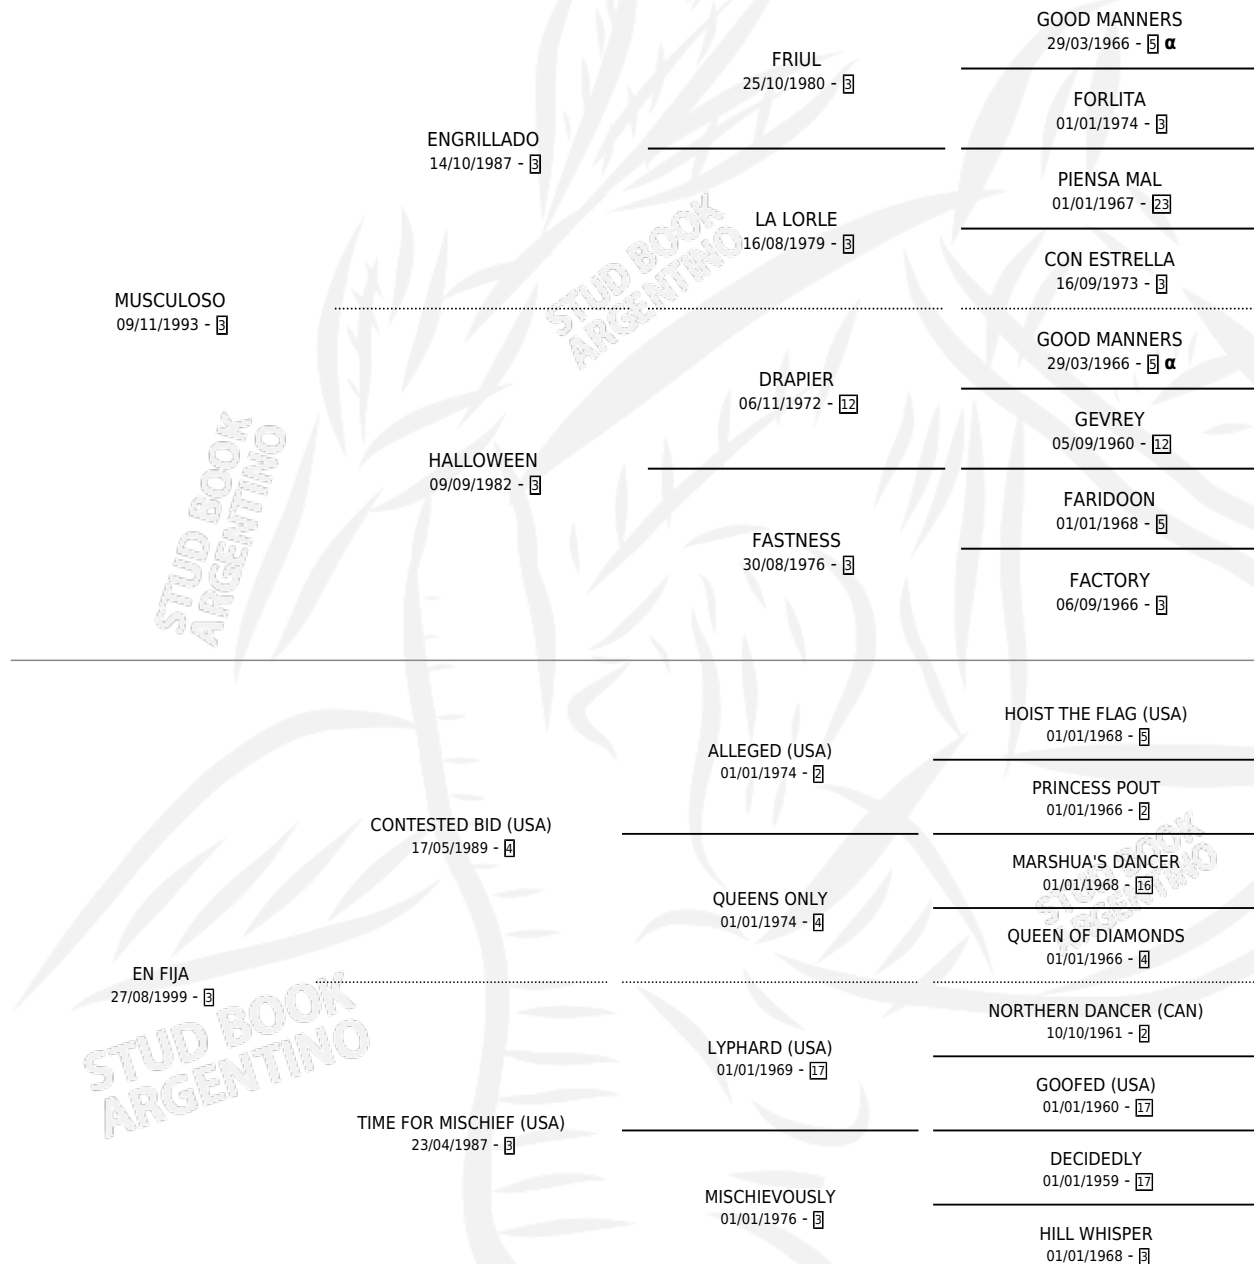 GOOD MANNERS
29/03/1966 - 5 α
FRIUL
25/10/1980 - 3
FORLITA
01/01/1974 - 3
ENGRILLADO
14/10/1987 - 3
PIENSA MAL
01/01/1967 - 23
LA LORLE
16/08/1979 - 3
CON ESTRELLA
16/09/1973 - 3
MUSCULOSO
09/11/1993 - 3
GOOD MANNERS
29/03/1966 - 5 α
DRAPIER
06/11/1972 - 12
GEVREY
05/09/1960 - 12
HALLOWEEN
09/09/1982 - 3
FARIDOON
01/01/1968 - 5
FASTNESS
30/08/1976 - 3
FACTORY
06/09/1966 - 3
STUD BOOK
ARGENTINO
STUD BOOK
ARGENTINO
HOIST THE FLAG (USA)
01/01/1968 - 5
ALLEGED (USA)
01/01/1974 - 2
PRINCESS POUT
01/01/1966 - 2
CONTESTED BID (USA)
17/05/1989 - 4
MARSHUA'S DANCER
01/01/1968 - 16
QUEENS ONLY
01/01/1974 - 4
QUEEN OF DIAMONDS
01/01/1966 - 4
STUD BOOK
ARGENTINO
EN FIJA
27/08/1999 - 3
NORTHERN DANCER (CAN)
10/10/1961 - 2
LYPHARD (USA)
01/01/1969 - 17
GOOFED (USA)
01/01/1960 - 17
STUD BOOK
ARGENTINO
TIME FOR MISCHIEF (USA)
23/04/1987 - 3
DECIDEDLY
01/01/1959 - 17
MISCHIEVOUSLY
01/01/1976 - 3
HILL WHISPER
01/01/1968 - 3